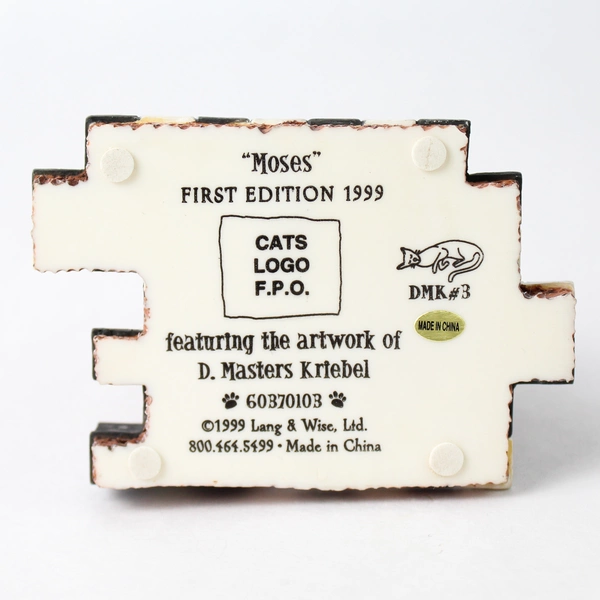 “Moses”
FIRST EDITION 1999
CATS
LOGO
F.P.O.
DMK#3
MADE IN CHINA
featuring the artwork of
D. Masters Kriebel
60370103
©1999 Lang & Wise, Ltd.
800.464.5499 • Made in China